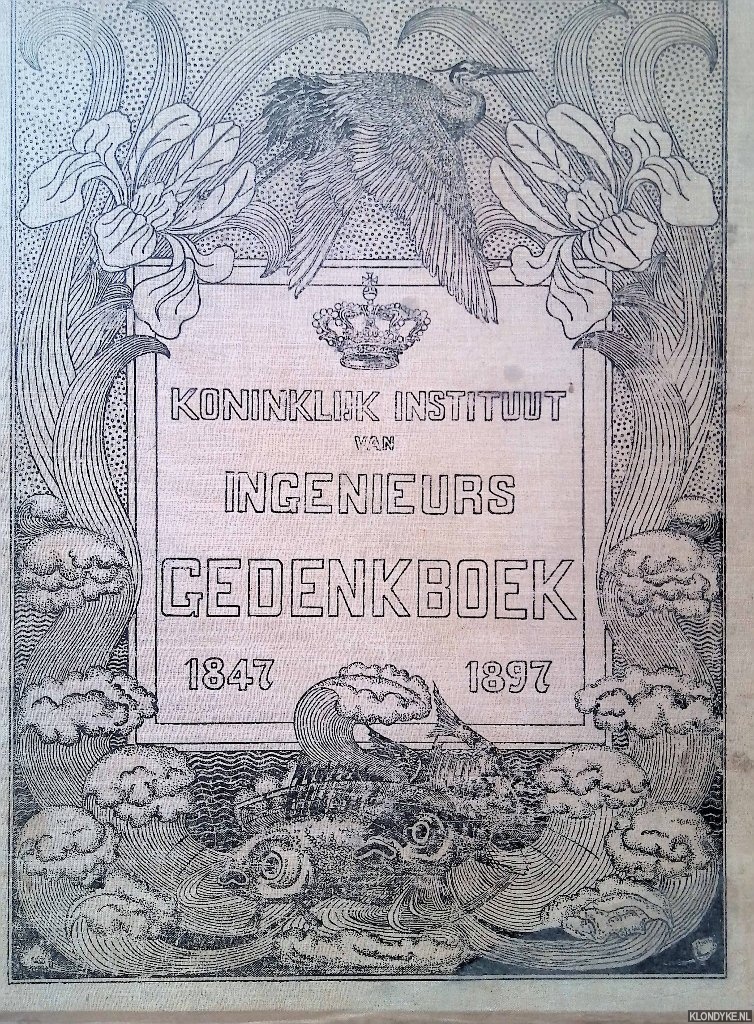 KONINKLIJK INSTITUUT
VAN
INGENIEURS
GEDENKBOEK
1847 1897
KLONDYKE.NL